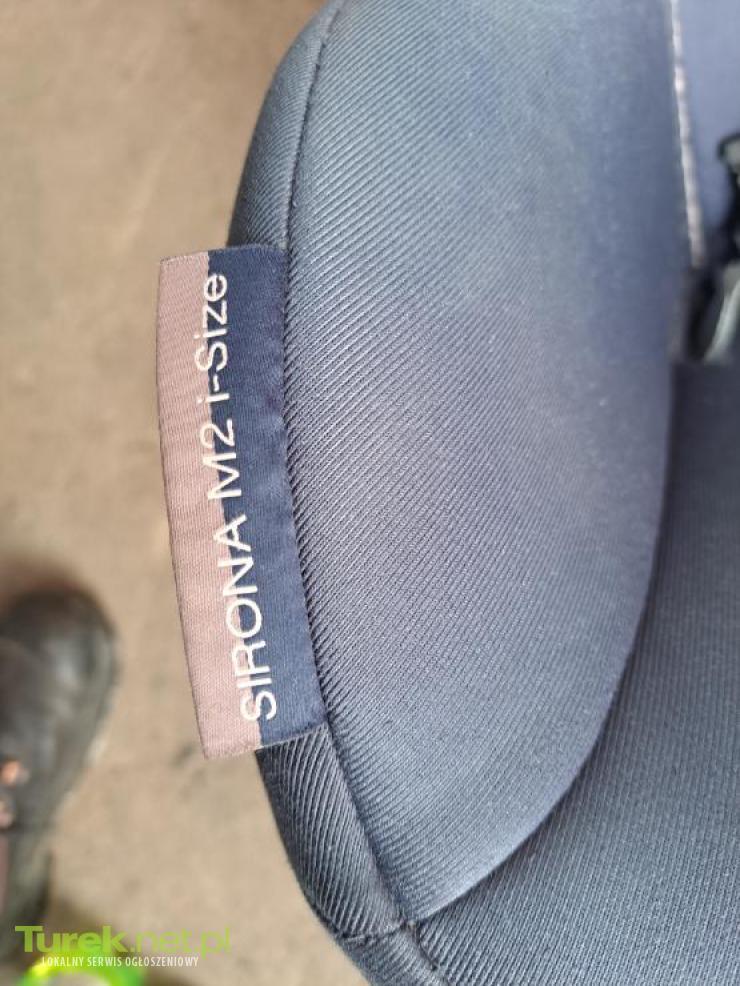 SIRONA M2 i-Size
Turek.net.pl
LOKALNY SERWIS OGŁOSZENIOWY